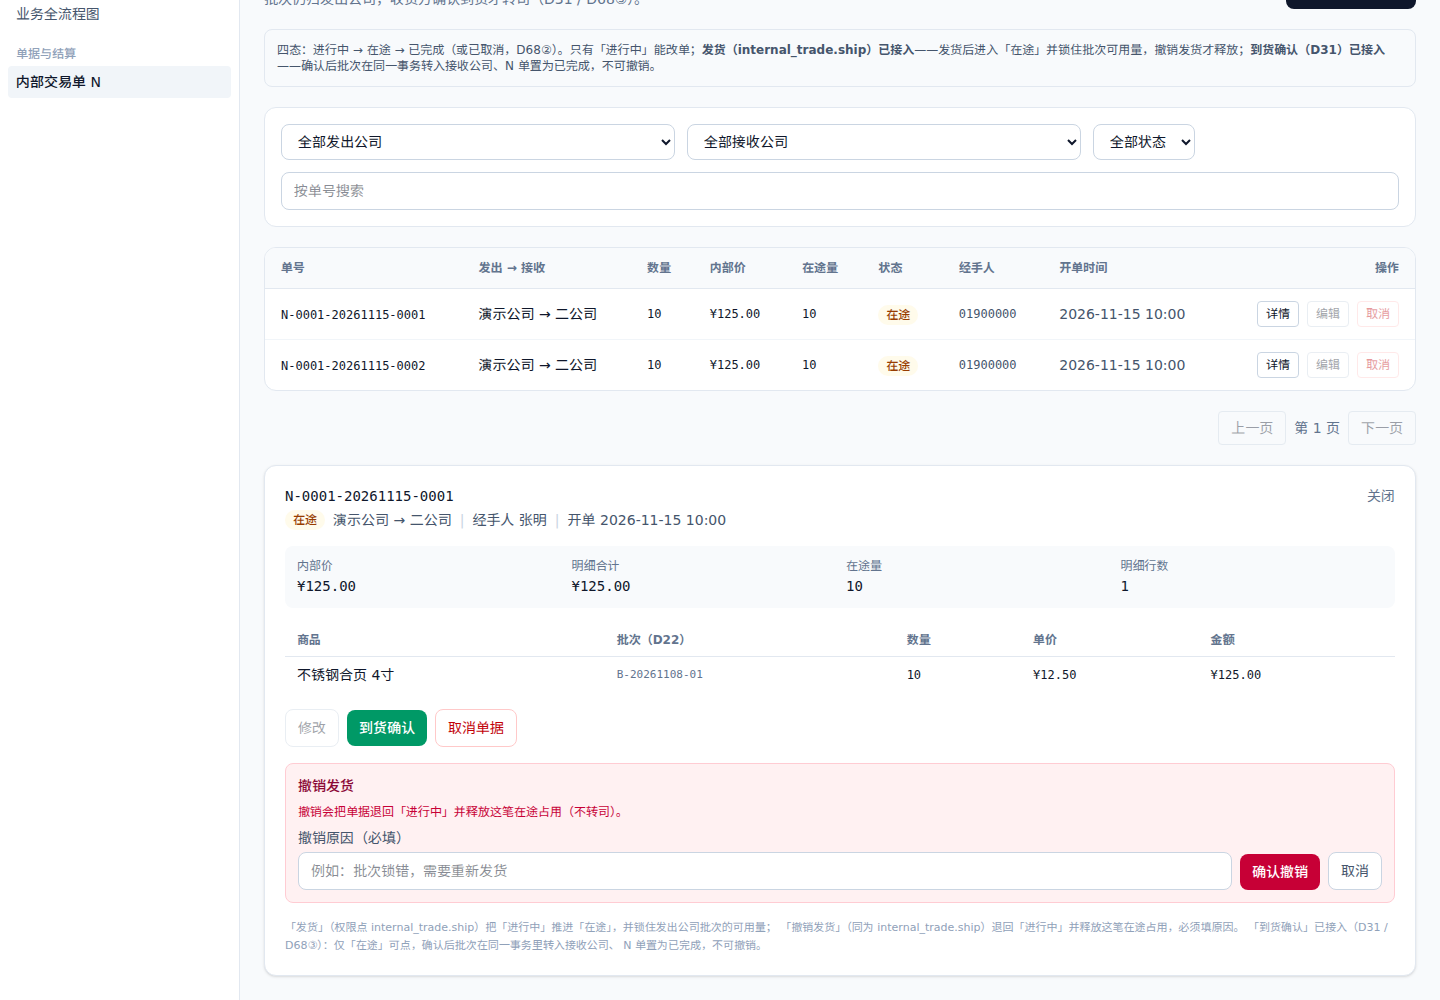 业务全流程图
单据与结算
内部交易单 N
批次仍归发出公司，收货方确认到货才转司（D31 / D68③）。
四态：进行中 → 在途 → 已完成（或已取消，D68②）。只有「进行中」能改单；发货（internal_trade.ship）已接入——发货后进入「在途」并锁住批次可用量，撤销发货才释放；到货确认（D31）已接入
——确认后批次在同一事务转入接收公司、N 单置为已完成，不可撤销。
全部发出公司 全部接收公司 全部状态
按单号搜索
单号 发出 → 接收 数量 内部价 在途量 状态 经手人 开单时间 操作
N-0001-20261115-0001 演示公司 → 二公司 10 ¥125.00 10 在途 01900000 2026-11-15 10:00 详情 编辑 取消
N-0001-20261115-0002 演示公司 → 二公司 10 ¥125.00 10 在途 01900000 2026-11-15 10:00 详情 编辑 取消
上一页 第 1 页 下一页
N-0001-20261115-0001 关闭
在途 演示公司 → 二公司 | 经手人 张明 | 开单 2026-11-15 10:00
内部价 明细合计 在途量 明细行数
¥125.00 ¥125.00 10 1
商品 批次（D22） 数量 单价 金额
不锈钢合页 4寸 B-20261108-01 10 ¥12.50 ¥125.00
修改 到货确认 取消单据
撤销发货
撤销会把单据退回「进行中」并释放这笔在途占用（不转司）。
撤销原因（必填）
例如：批次锁错，需要重新发货 确认撤销 取消
「发货」（权限点 internal_trade.ship）把「进行中」推进「在途」，并锁住发出公司批次的可用量； 「撤销发货」（同为 internal_trade.ship）退回「进行中」并释放这笔在途占用，必须填原因。 「到货确认」已接入（D31 /
D68③）：仅「在途」可点，确认后批次在同一事务里转入接收公司、 N 单置为已完成，不可撤销。